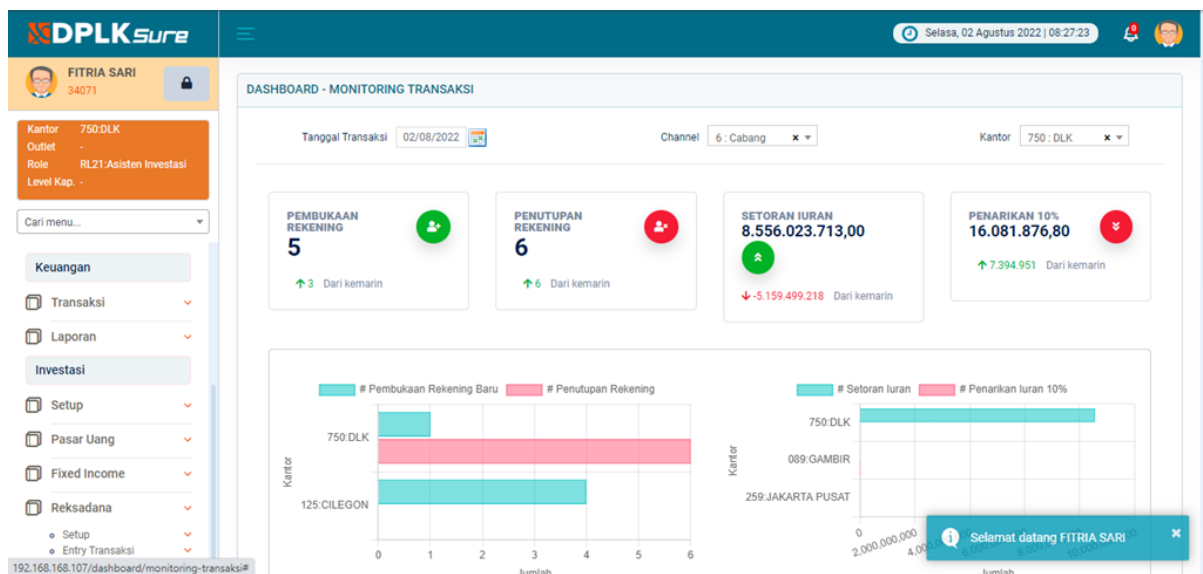 DPLKSure
Selasa, 02 Agustus 2022 | 08:27:23
FITRIA SARI
34071
Kantor 750:DLK
Outlet -
Role RL21:Asisten Investasi
Level Kap. -
Cari menu...
Keuangan
Transaksi
Laporan
Investasi
Setup
Pasar Uang
Fixed Income
Reksadana
Setup
Entry Transaksi
192.168.168.107/dashboard/monitoring-transaksi#
DASHBOARD - MONITORING TRANSAKSI
Tanggal Transaksi 02/08/2022 Channel 6 : Cabang x Kantor 750 : DLK x
PEMBUKAAN
REKENING
5
3 Dari kemarin
PENUTUPAN
REKENING
6
6 Dari kemarin
SETORAN IURAN
8.556.023.713,00
-5.159.499.218 Dari kemarin
PENARIKAN 10%
16.081.876,80
7.394.951 Dari kemarin
# Pembukaan Rekening Baru # Penutupan Rekening
Kantor
750:DLK
125:CILEGON
0 1 2 3 4 5 6
Jumlah
# Setoran Iuran # Penarikan Iuran 10%
Kantor
750:DLK
089:GAMBIR
259:JAKARTA PUSAT
0 2.000.000.000
Jumlah
Selamat datang FITRIA SARI